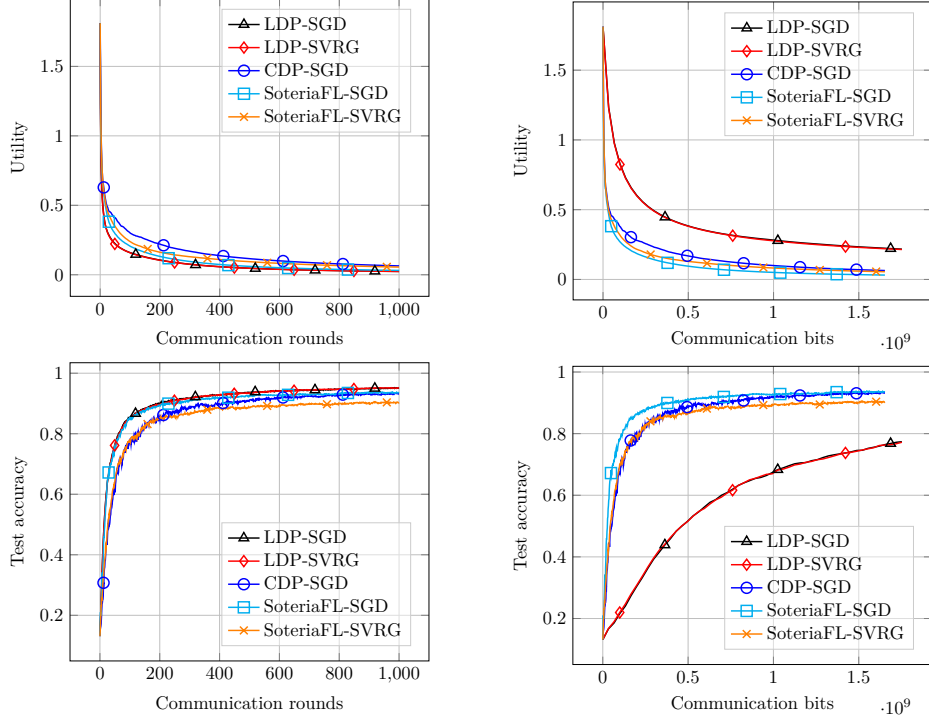 LDP-SGD
LDP-SVRG
CDP-SGD
SoteriaFL-SGD
SoteriaFL-SVRG
Utility
1.5
1
0.5
0
0
200
400
600
800
1,000
Communication rounds
LDP-SGD
LDP-SVRG
CDP-SGD
SoteriaFL-SGD
SoteriaFL-SVRG
Utility
1.5
1
0.5
0
0
0.5
1
1.5
Communication bits
·10⁹
Test accuracy
1
0.8
0.6
0.4
0.2
LDP-SGD
LDP-SVRG
CDP-SGD
SoteriaFL-SGD
SoteriaFL-SVRG
0
200
400
600
800
1,000
Communication rounds
Test accuracy
1
0.8
0.6
0.4
0.2
LDP-SGD
LDP-SVRG
CDP-SGD
SoteriaFL-SGD
SoteriaFL-SVRG
0
0.5
1
1.5
Communication bits
·10⁹